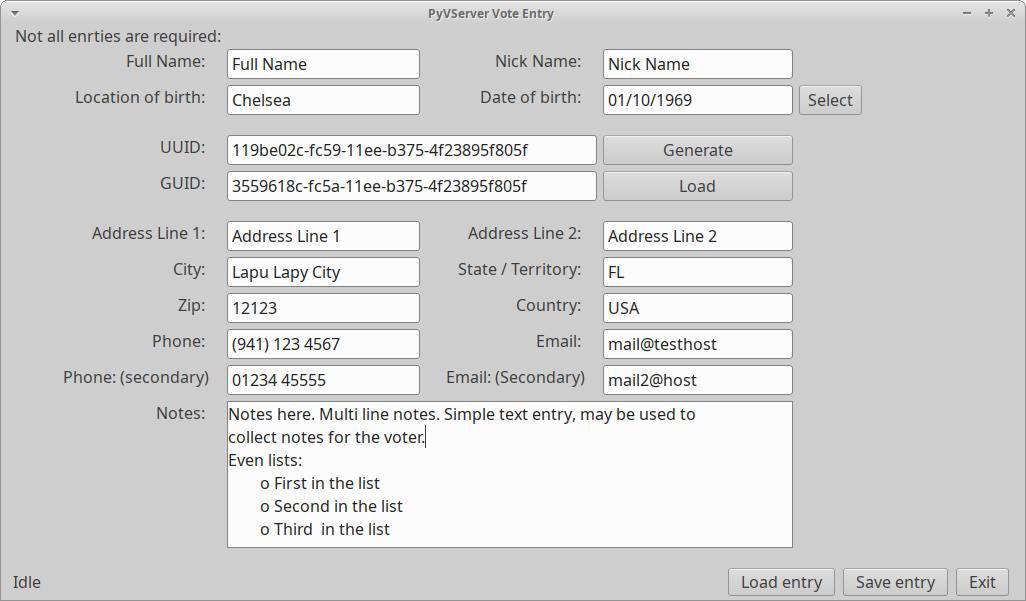 PyVServer Vote Entry
Not all enrties are required:
Full Name: Full Name Nick Name: Nick Name
Location of birth: Chelsea Date of birth: 01/10/1969 Select
UUID: 119be02c-fc59-11ee-b375-4f23895f805f Generate
GUID: 3559618c-fc5a-11ee-b375-4f23895f805f Load
Address Line 1: Address Line 1 Address Line 2: Address Line 2
City: Lapu Lapy City State / Territory: FL
Zip: 12123 Country: USA
Phone: (941) 123 4567 Email: mail@testhost
Phone: (secondary) 01234 45555 Email: (Secondary) mail2@host
Notes: Notes here. Multi line notes. Simple text entry, may be used to
collect notes for the voter.
Even lists:
o First in the list
o Second in the list
o Third  in the list
Idle Load entry Save entry Exit